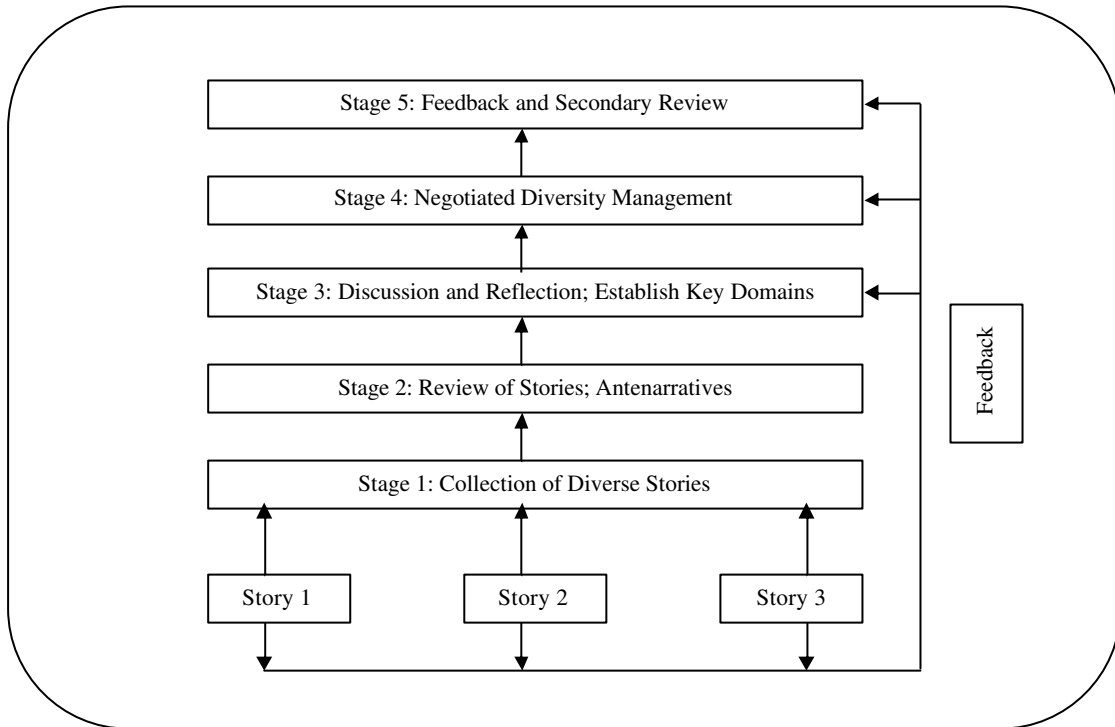 Stage 5: Feedback and Secondary Review
Stage 4: Negotiated Diversity Management
Stage 3: Discussion and Reflection; Establish Key Domains
Stage 2: Review of Stories; Antenarratives
Stage 1: Collection of Diverse Stories
Story 1
Story 2
Story 3
Feedback